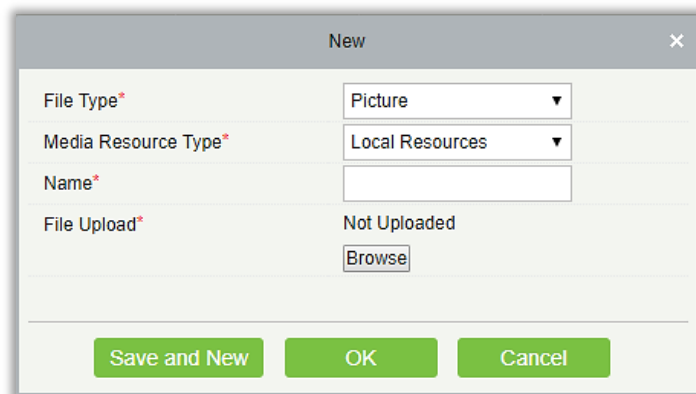 New ×
File Type* Picture ▼
Media Resource Type* Local Resources ▼
Name*
File Upload* Not Uploaded
Browse
Save and New OK Cancel